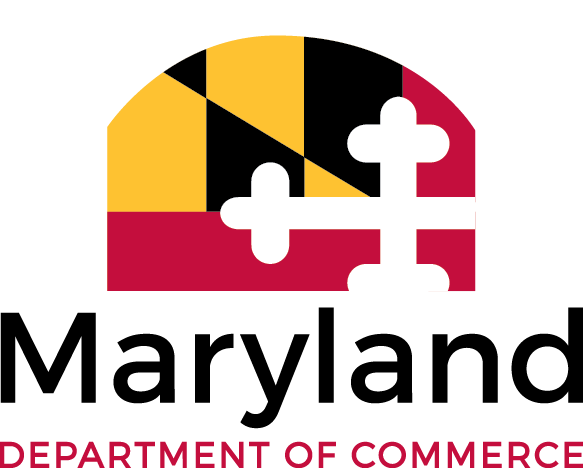 Maryland
DEPARTMENT OF COMMERCE